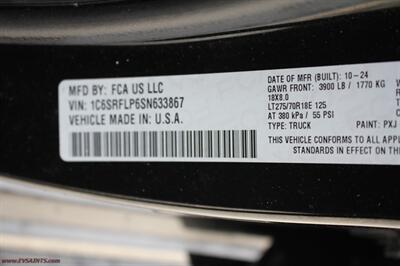 MFD BY: FCA US LLC
VIN: 1C6SRFLP6SN633867
VEHICLE MADE IN: U.S.A.
DATE OF MFR (BUILT): 10-24
GAWR FRONT: 3900 LB / 1770 KG
18X8.0
LT275/70R18E 125
AT 380 kPa / 55 PSI
TYPE: TRUCK
PAINT: PXJ
THIS VEHICLE CONFORMS TO ALL APPL
STANDARDS IN EFFECT ON THE DA
www.EVSAINTS.com